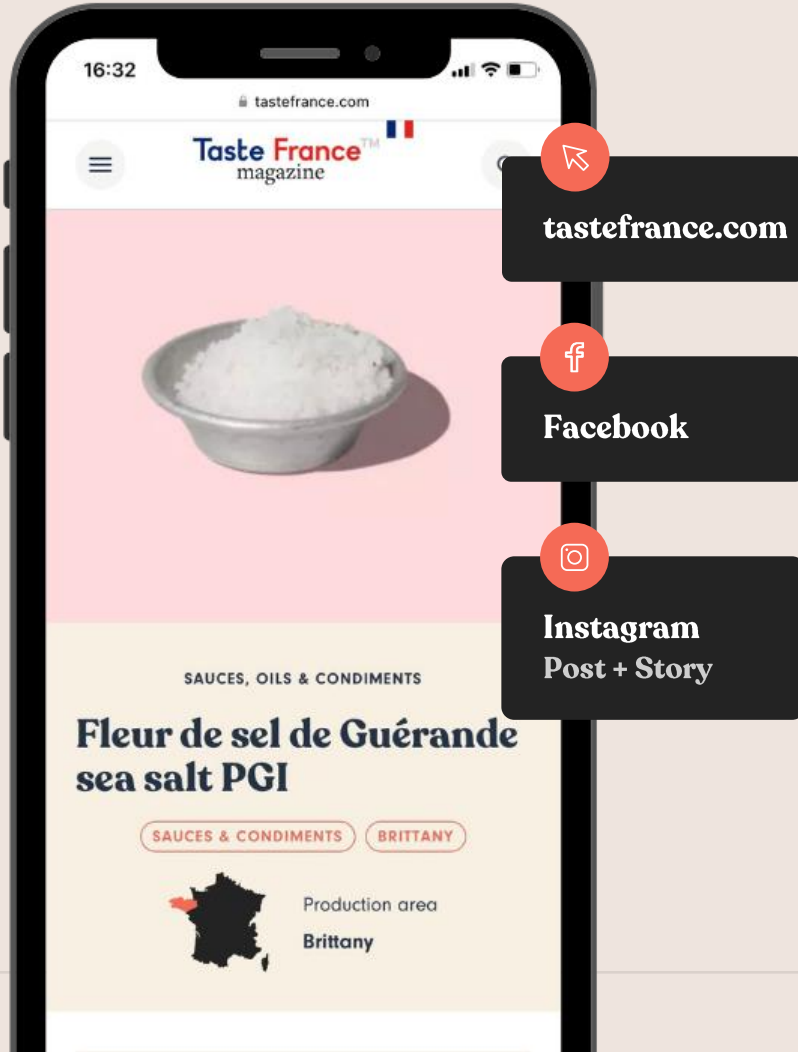 16:32
tastefrance.com
Taste France™
magazine
tastefrance.com
Facebook
Instagram
Post + Story
SAUCES, OILS & CONDIMENTS
Fleur de sel de Guérande
sea salt PGI
SAUCES & CONDIMENTS
BRITTANY
Production area
Brittany